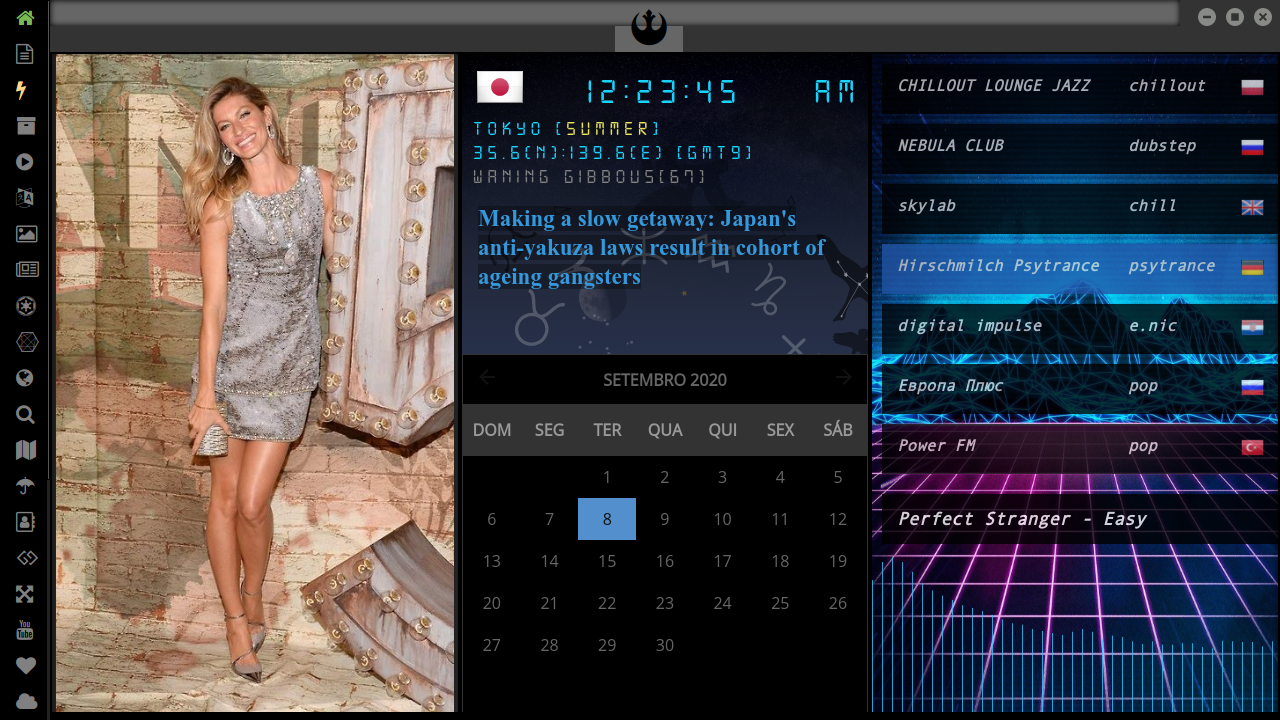 12:23:45 AM
TOKYO (SUMMER)
35.6(N):139.6(E) (GMT9)
WANING GIBBOUS(67)
Making a slow getaway: Japan's
anti-yakuza laws result in cohort of
ageing gangsters
SETEMBRO 2020
DOM SEG TER QUA QUI SEX SÁB
1 2 3 4 5
6 7 8 9 10 11 12
13 14 15 16 17 18 19
20 21 22 23 24 25 26
27 28 29 30
CHILLOUT LOUNGE JAZZ chillout
NEBULA CLUB dubstep
skylab chill
Hirschmilch Psytrance psytrance
digital impulse e.nic
Европа Плюс pop
Power FM pop
Perfect Stranger - Easy
You
Tube